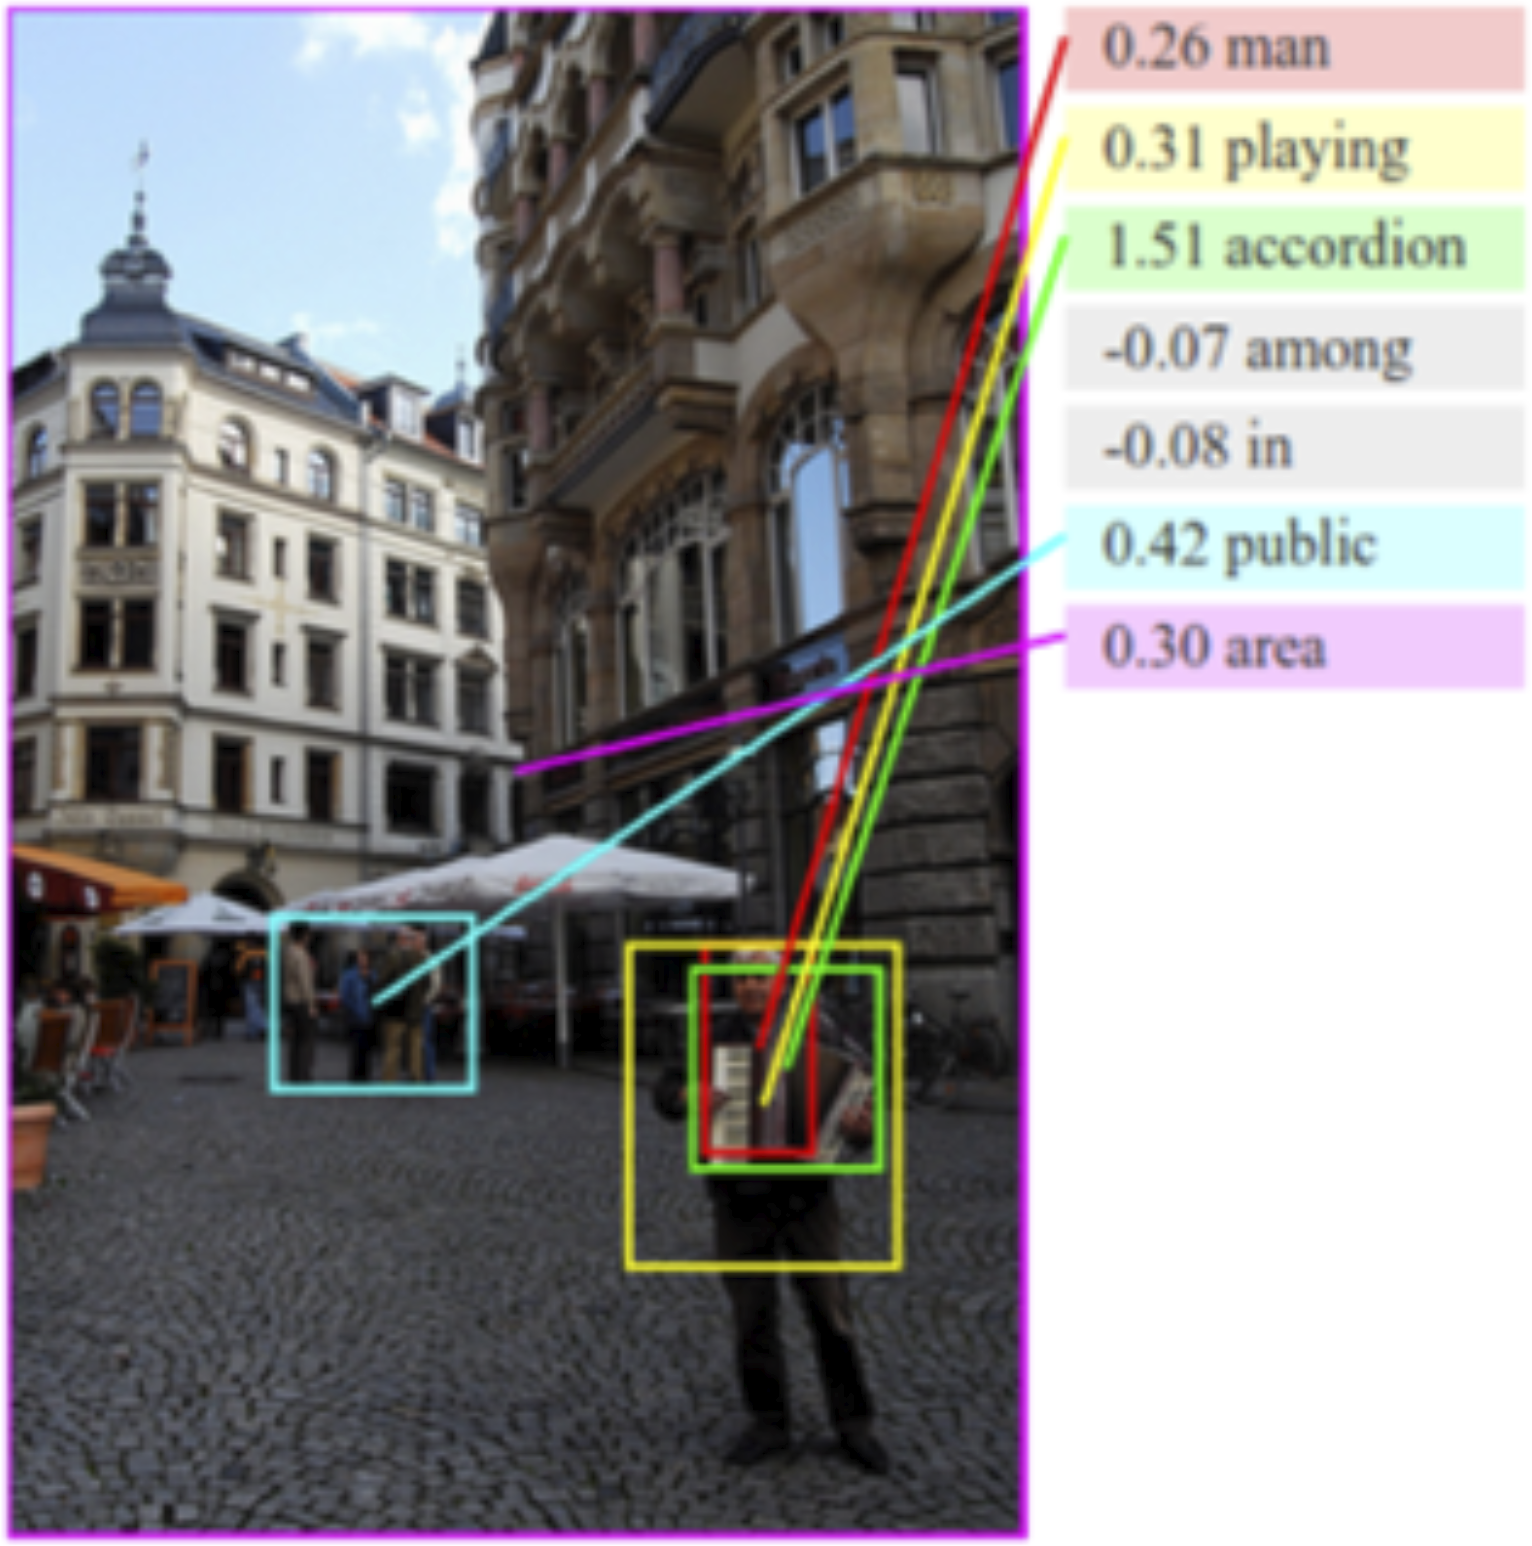 0.26 man
0.31 playing
1.51 accordion
-0.07 among
-0.08 in
0.42 public
0.30 area